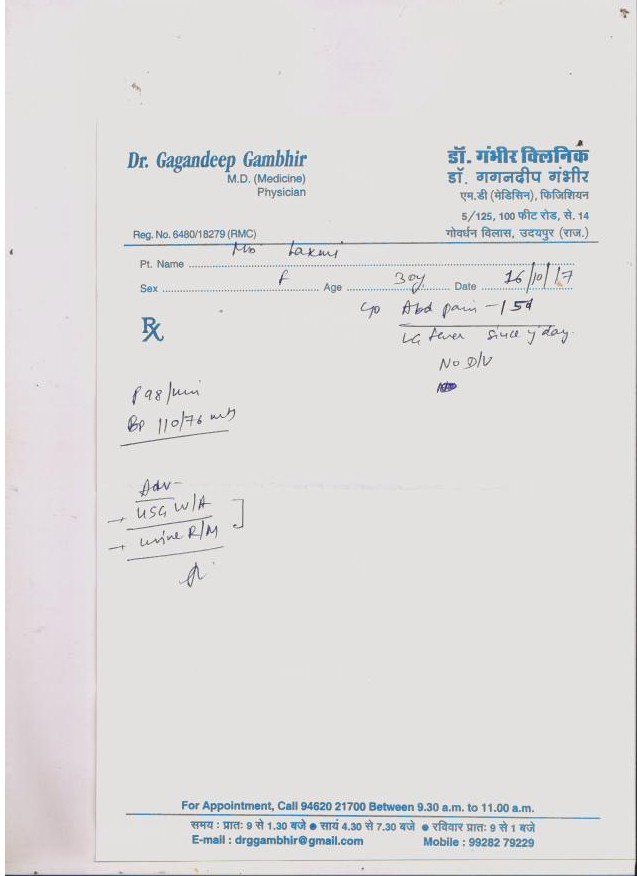 Dr. Gagandeep Gambhir
M.D. (Medicine)
Physician
Reg. No. 6480/18279 (RMC)
डॉ. गंभीर क्लिनिक
डॉ. गगनदीप गंभीर
एम.डी (मेडिसिन), फिजिशियन
5/125, 100 फीट रोड, से. 14
गोवर्धन विलास, उदयपुर (राज.)
Pt. Name Laxmi
Sex F Age 30y Date 16/10/17
Rx
c/o Abd pain - 15d
LG fever since y'day.
No D/V
P 98/min
BP 110/76
Adv-
→ USG W/A
→ urine R/M
For Appointment, Call 94620 21700 Between 9.30 a.m. to 11.00 a.m.
समय : प्रातः 9 से 1.30 बजे ● सायं 4.30 से 7.30 बजे ● रविवार प्रातः 9 से 1 बजे
E-mail : drggambhir@gmail.com Mobile : 99282 79229